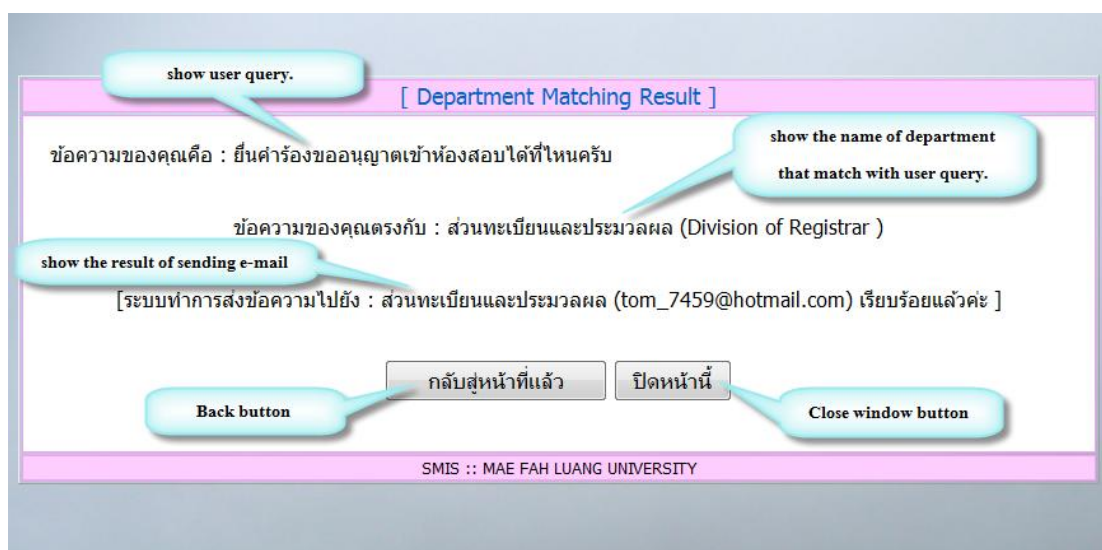 show user query.
[ Department Matching Result ]
ข้อความของคุณคือ : ยื่นคำร้องขออนุญาตเข้าห้องสอบได้ที่ไหนครับ
show the name of department
that match with user query.
ข้อความของคุณตรงกับ : ส่วนทะเบียนและประมวลผล (Division of Registrar )
show the result of sending e-mail
[ระบบทำการส่งข้อความไปยัง : ส่วนทะเบียนและประมวลผล (tom_7459@hotmail.com) เรียบร้อยแล้วค่ะ ]
กลับสู่หน้าที่แล้ว
ปิดหน้านี้
Back button
Close window button
SMIS :: MAE FAH LUANG UNIVERSITY